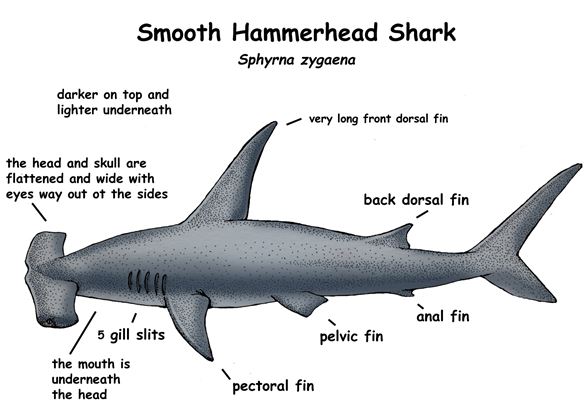 Smooth Hammerhead Shark
Sphyrna zygaena
darker on top and
lighter underneath
very long front dorsal fin
the head and skull are
flattened and wide with
eyes way out ot the sides
back dorsal fin
anal fin
5 gill slits
pelvic fin
the mouth is
underneath
the head
pectoral fin